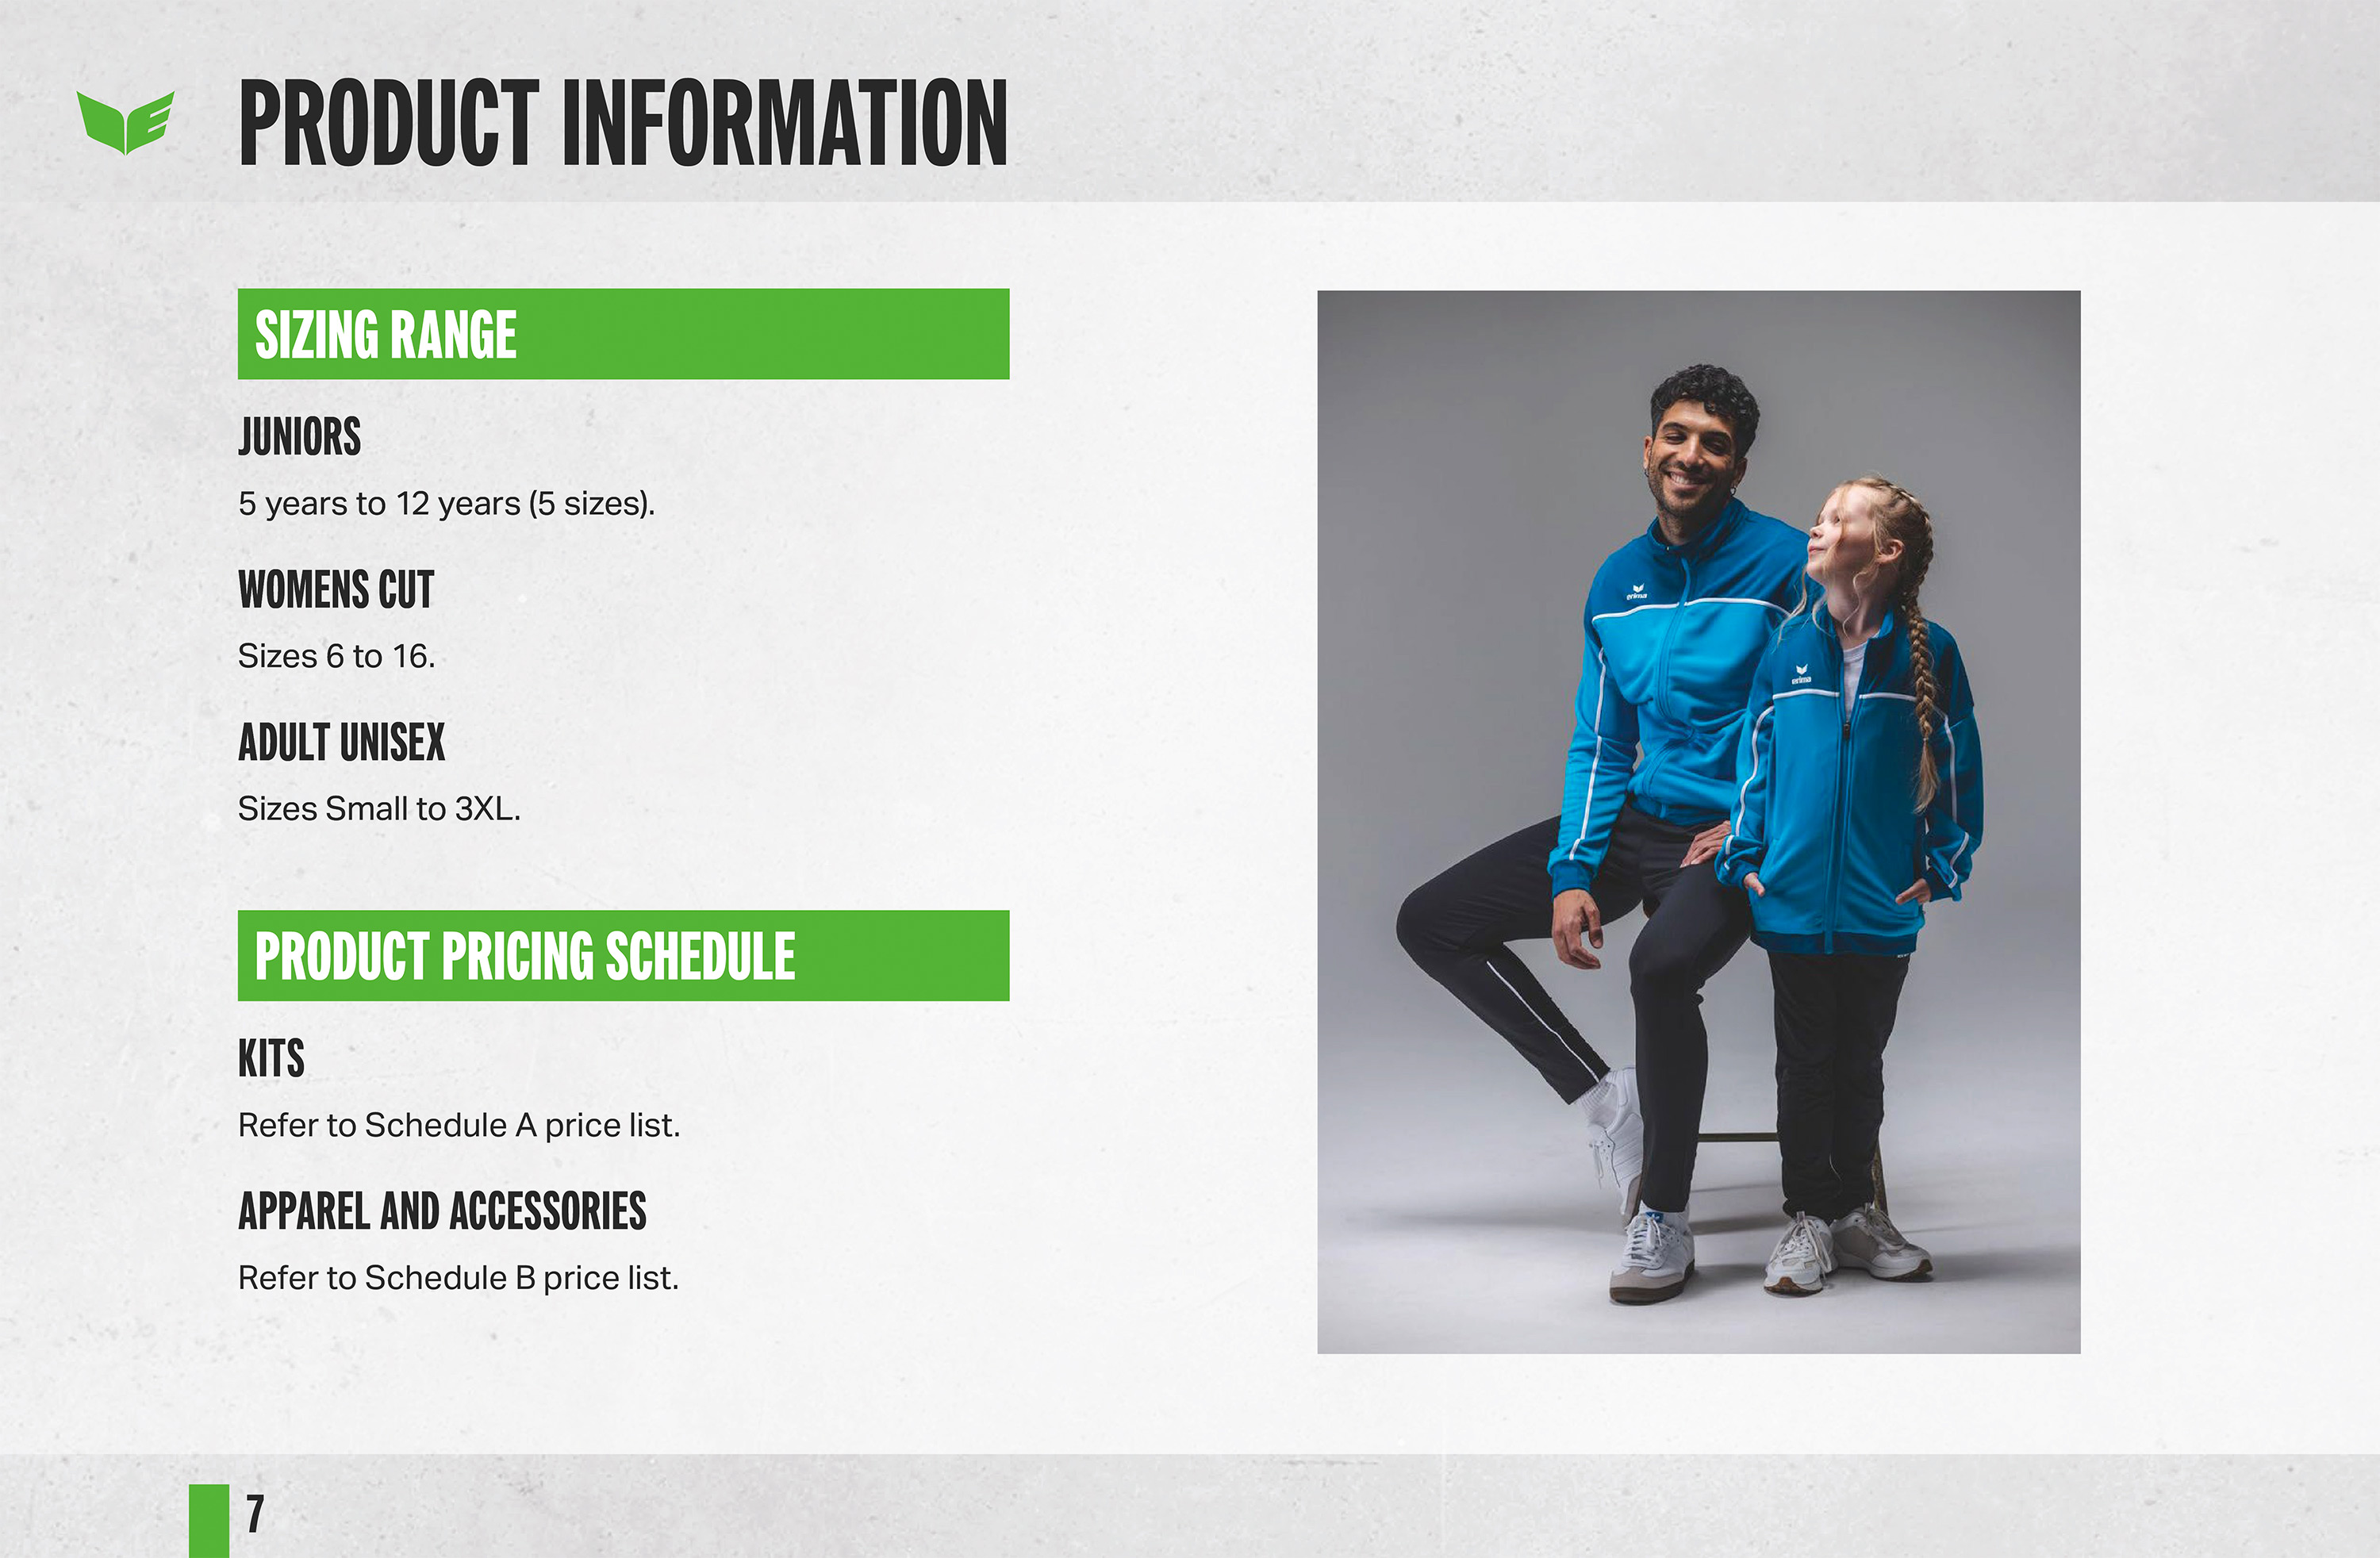 PRODUCT INFORMATION
SIZING RANGE
JUNIORS
5 years to 12 years (5 sizes).
WOMENS CUT
Sizes 6 to 16.
ADULT UNISEX
Sizes Small to 3XL.
PRODUCT PRICING SCHEDULE
KITS
Refer to Schedule A price list.
APPAREL AND ACCESSORIES
Refer to Schedule B price list.
erima
erima
7